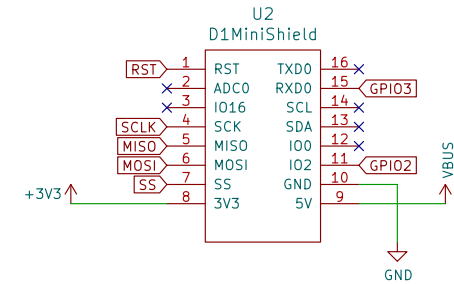 U2
D1MiniShield
RST 1 RST TXD0 16
2 ADC0 RXD0 15 GPIO3
3 IO16 SCL 14
SCLK 4 SCK SDA 13
MISO 5 MISO IO0 12
MOSI 6 MOSI IO2 11 GPIO2
SS 7 SS GND 10
+3V3 8 3V3 5V 9 VBUS
GND